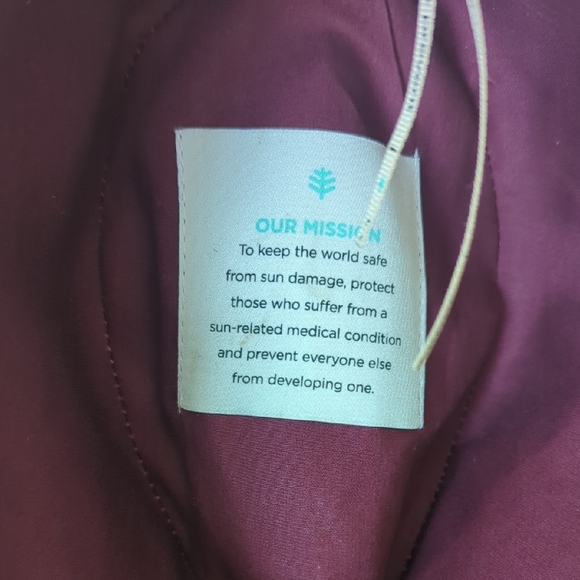 OUR MISSION
To keep the world safe
from sun damage, protect
those who suffer from a
sun-related medical condition
and prevent everyone else
from developing one.